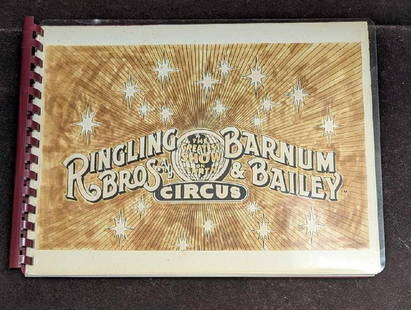 RINGLING BROS. AND
THE
GREATEST
SHOW
ON
EARTH
BARNUM & BAILEY
CIRCUS